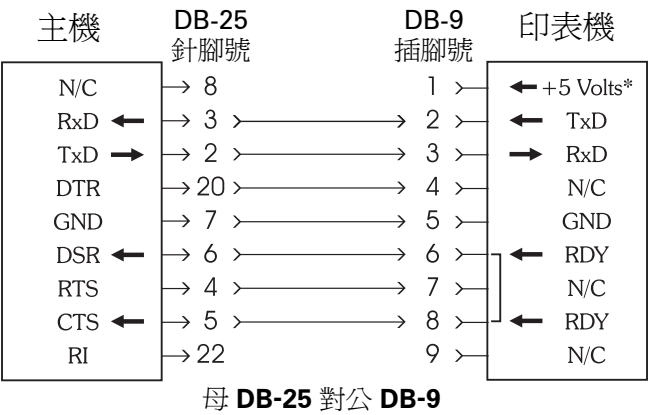 主機 DB-25 DB-9 印表機
針腳號 插腳號
N/C 8 1 +5 Volts*
RxD 3 2 TxD
TxD 2 3 RxD
DTR 20 4 N/C
GND 7 5 GND
DSR 6 6 RDY
RTS 4 7 N/C
CTS 5 8 RDY
RI 22 9 N/C
母 DB-25 對公 DB-9